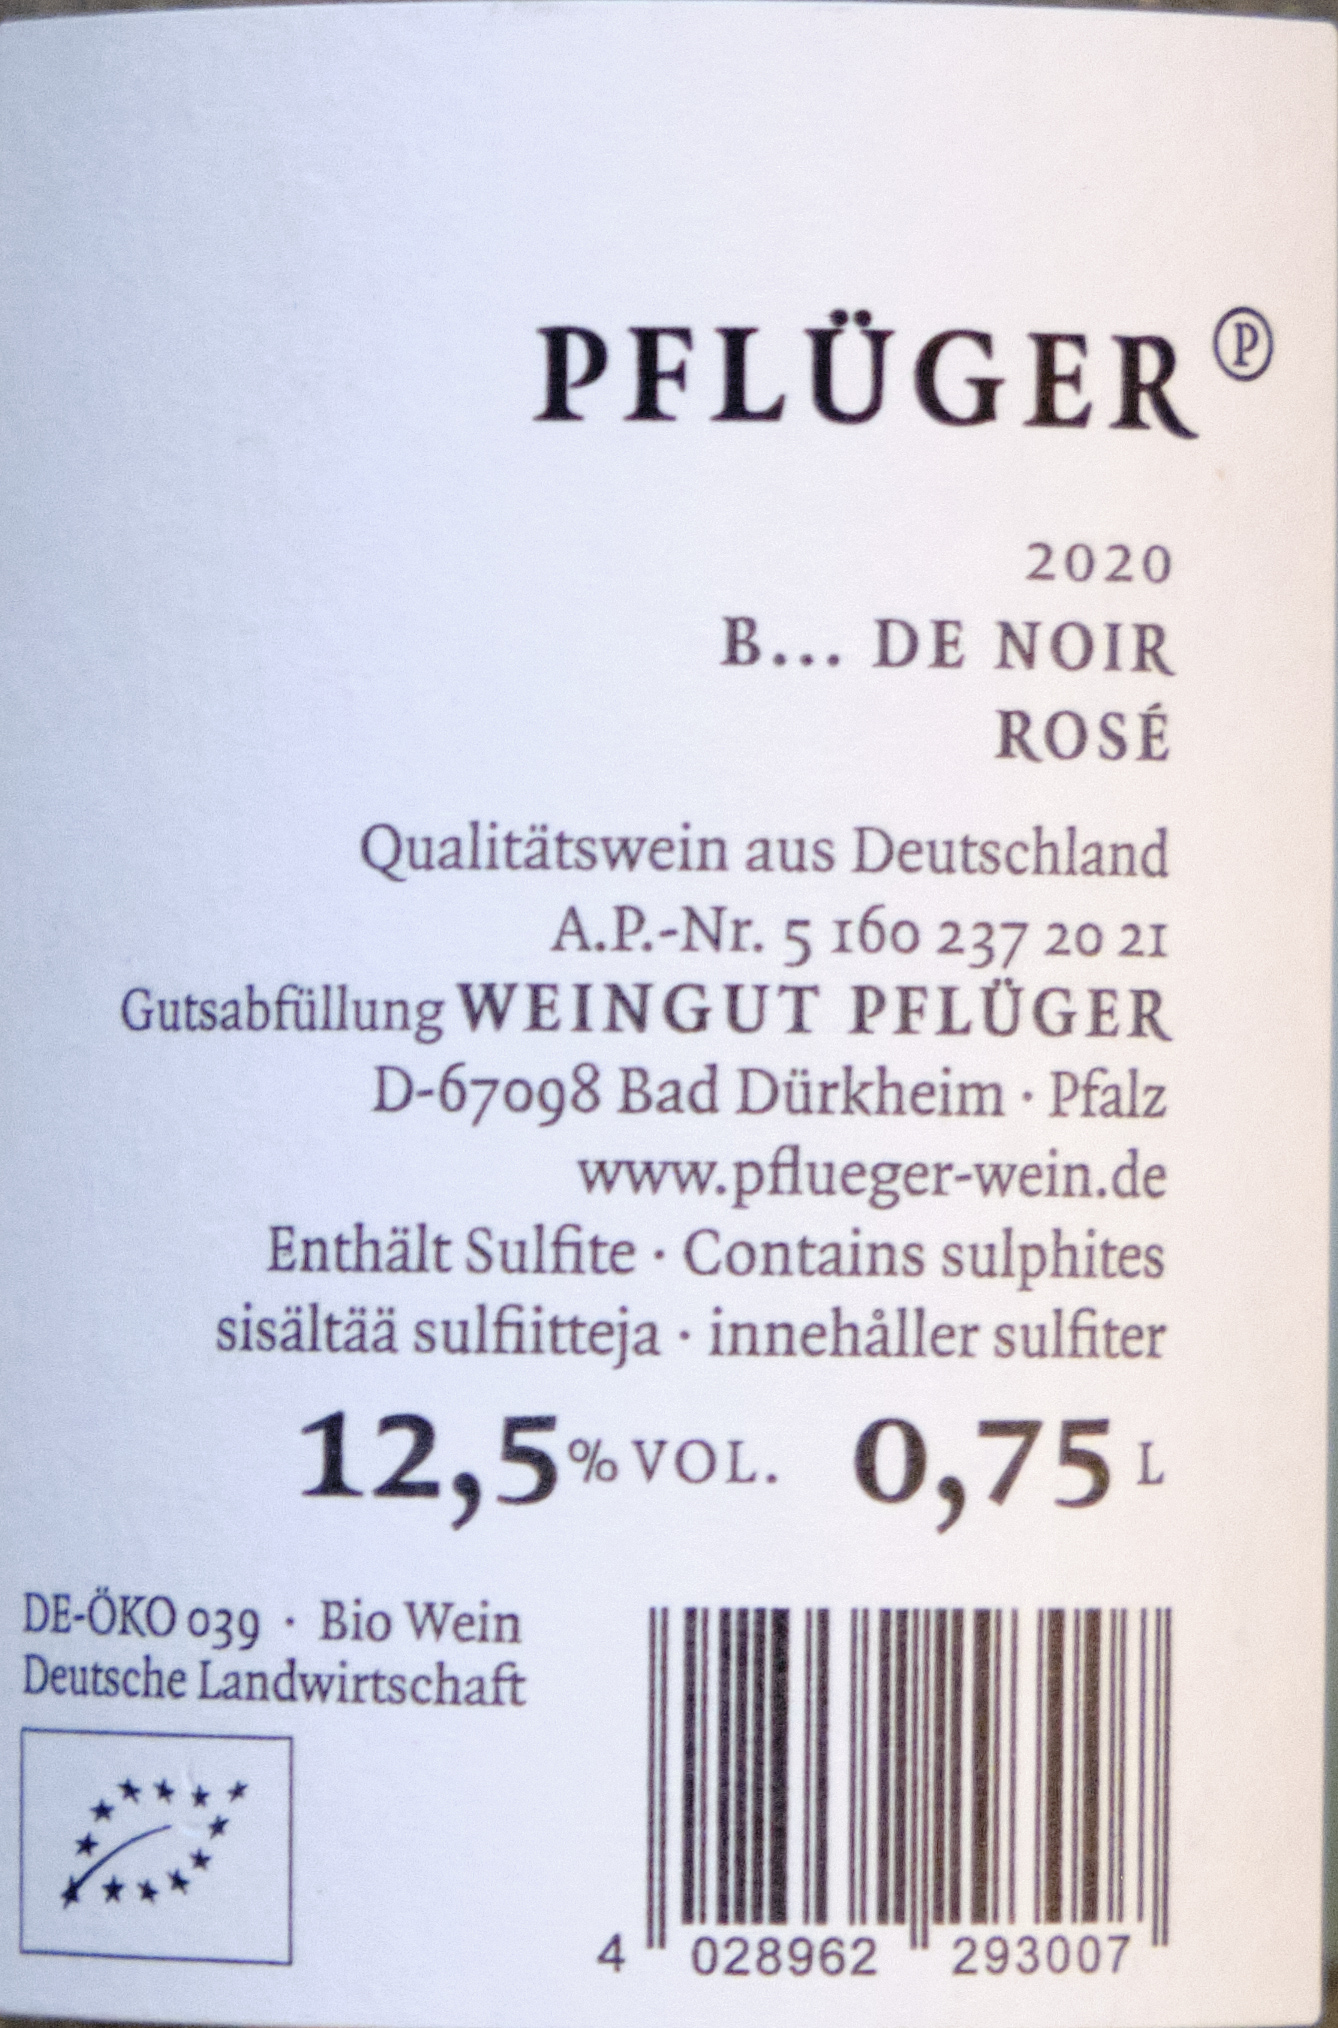 PFLÜGER Ⓟ
2020
B... DE NOIR
ROSÉ
Qualitätswein aus Deutschland
A.P.-Nr. 5 160 237 20 21
Gutsabfüllung WEINGUT PFLÜGER
D-67098 Bad Dürkheim · Pfalz
www.pflueger-wein.de
Enthält Sulfite · Contains sulphites
sisältää sulfiitteja · innehåller sulfiter
12,5 % VOL. 0,75 L
DE-ÖKO 039 · Bio Wein
Deutsche Landwirtschaft
4 028962 293007